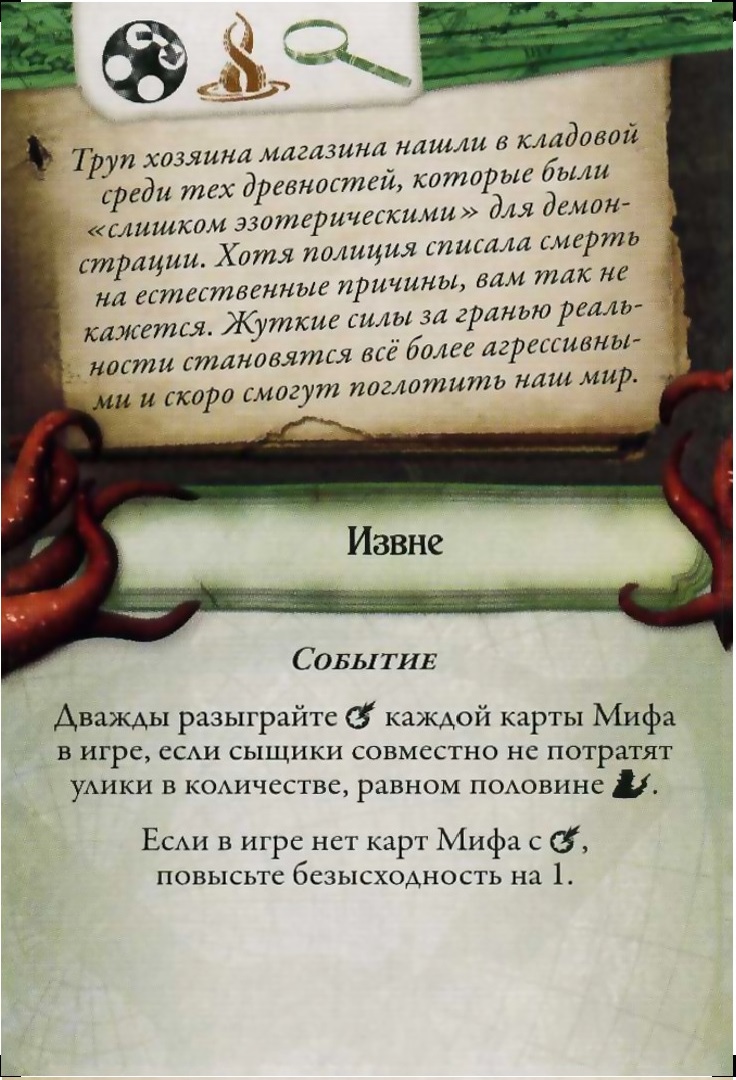 Труп хозяина магазина нашли в кладовой
среди тех древностей, которые были
«слишком эзотерическими» для демон-
страции. Хотя полиция списала смерть
на естественные причины, вам так не
кажется. Жуткие силы за гранью реаль-
ности становятся всё более агрессивны-
ми и скоро смогут поглотить наш мир.
Извне
Событие
Дважды разыграйте каждой карты Мифа
в игре, если сыщики совместно не потратят
улики в количестве, равном половине .
Если в игре нет карт Мифа с ,
повысьте безысходность на 1.